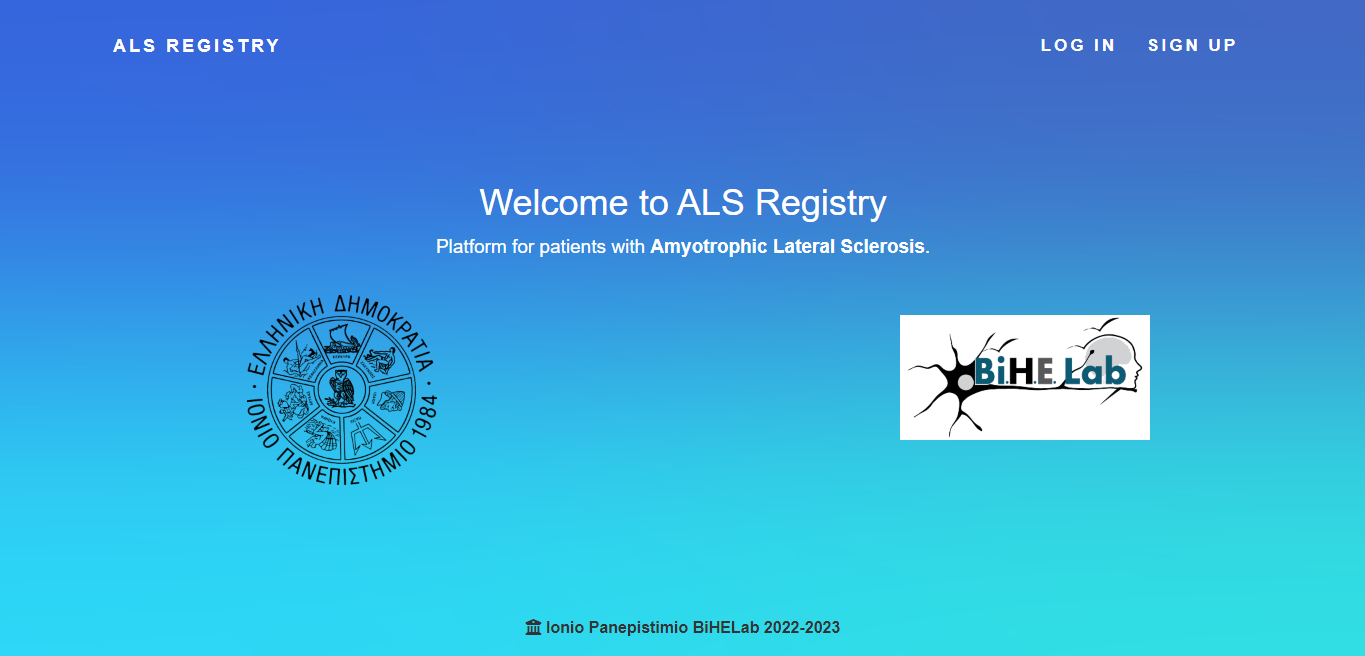 ALS REGISTRY
LOG IN
SIGN UP
Welcome to ALS Registry
Platform for patients with Amyotrophic Lateral Sclerosis.
ΕΛΛΗΝΙΚΗ ΔΗΜΟΚΡΑΤΙΑ
ΙΟΝΙΟ ΠΑΝΕΠΙΣΤΗΜΙΟ 1984
Bi.H.E. Lab
Ionio Panepistimio BiHELab 2022-2023